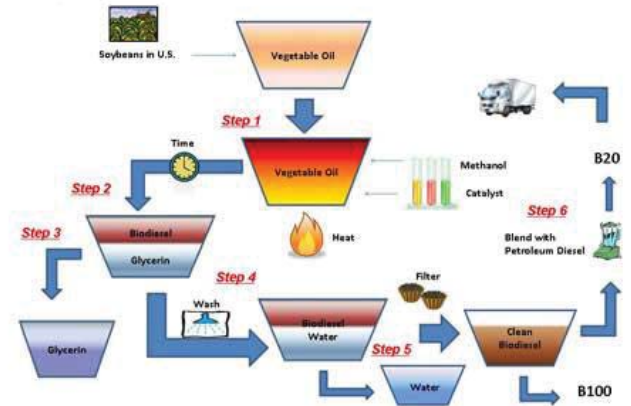 Soybeans in U.S.
Vegetable Oil
Step 1
Time
Vegetable Oil
Methanol
Catalyst
Heat
Step 2
Biodiesel
Glycerin
Step 3
Glycerin
Step 4
Wash
Biodiesel
Water
Step 5
Water
Filter
Clean
Biodiesel
B100
Step 6
Blend with
Petroleum Diesel
B20